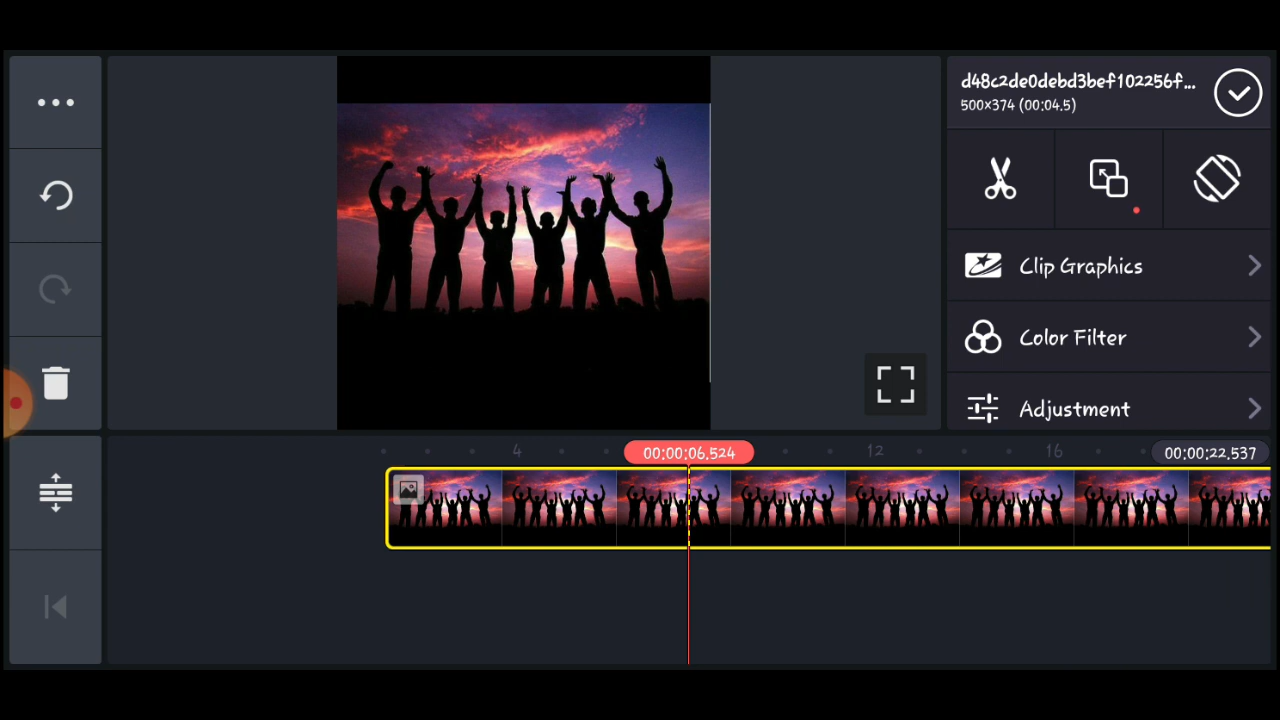 d48c2de0debd3bef102256f...
500×374 (00:04.5)
Clip Graphics
Color Filter
Adjustment
4
00:00:06.524
12
16
00:00:22.537